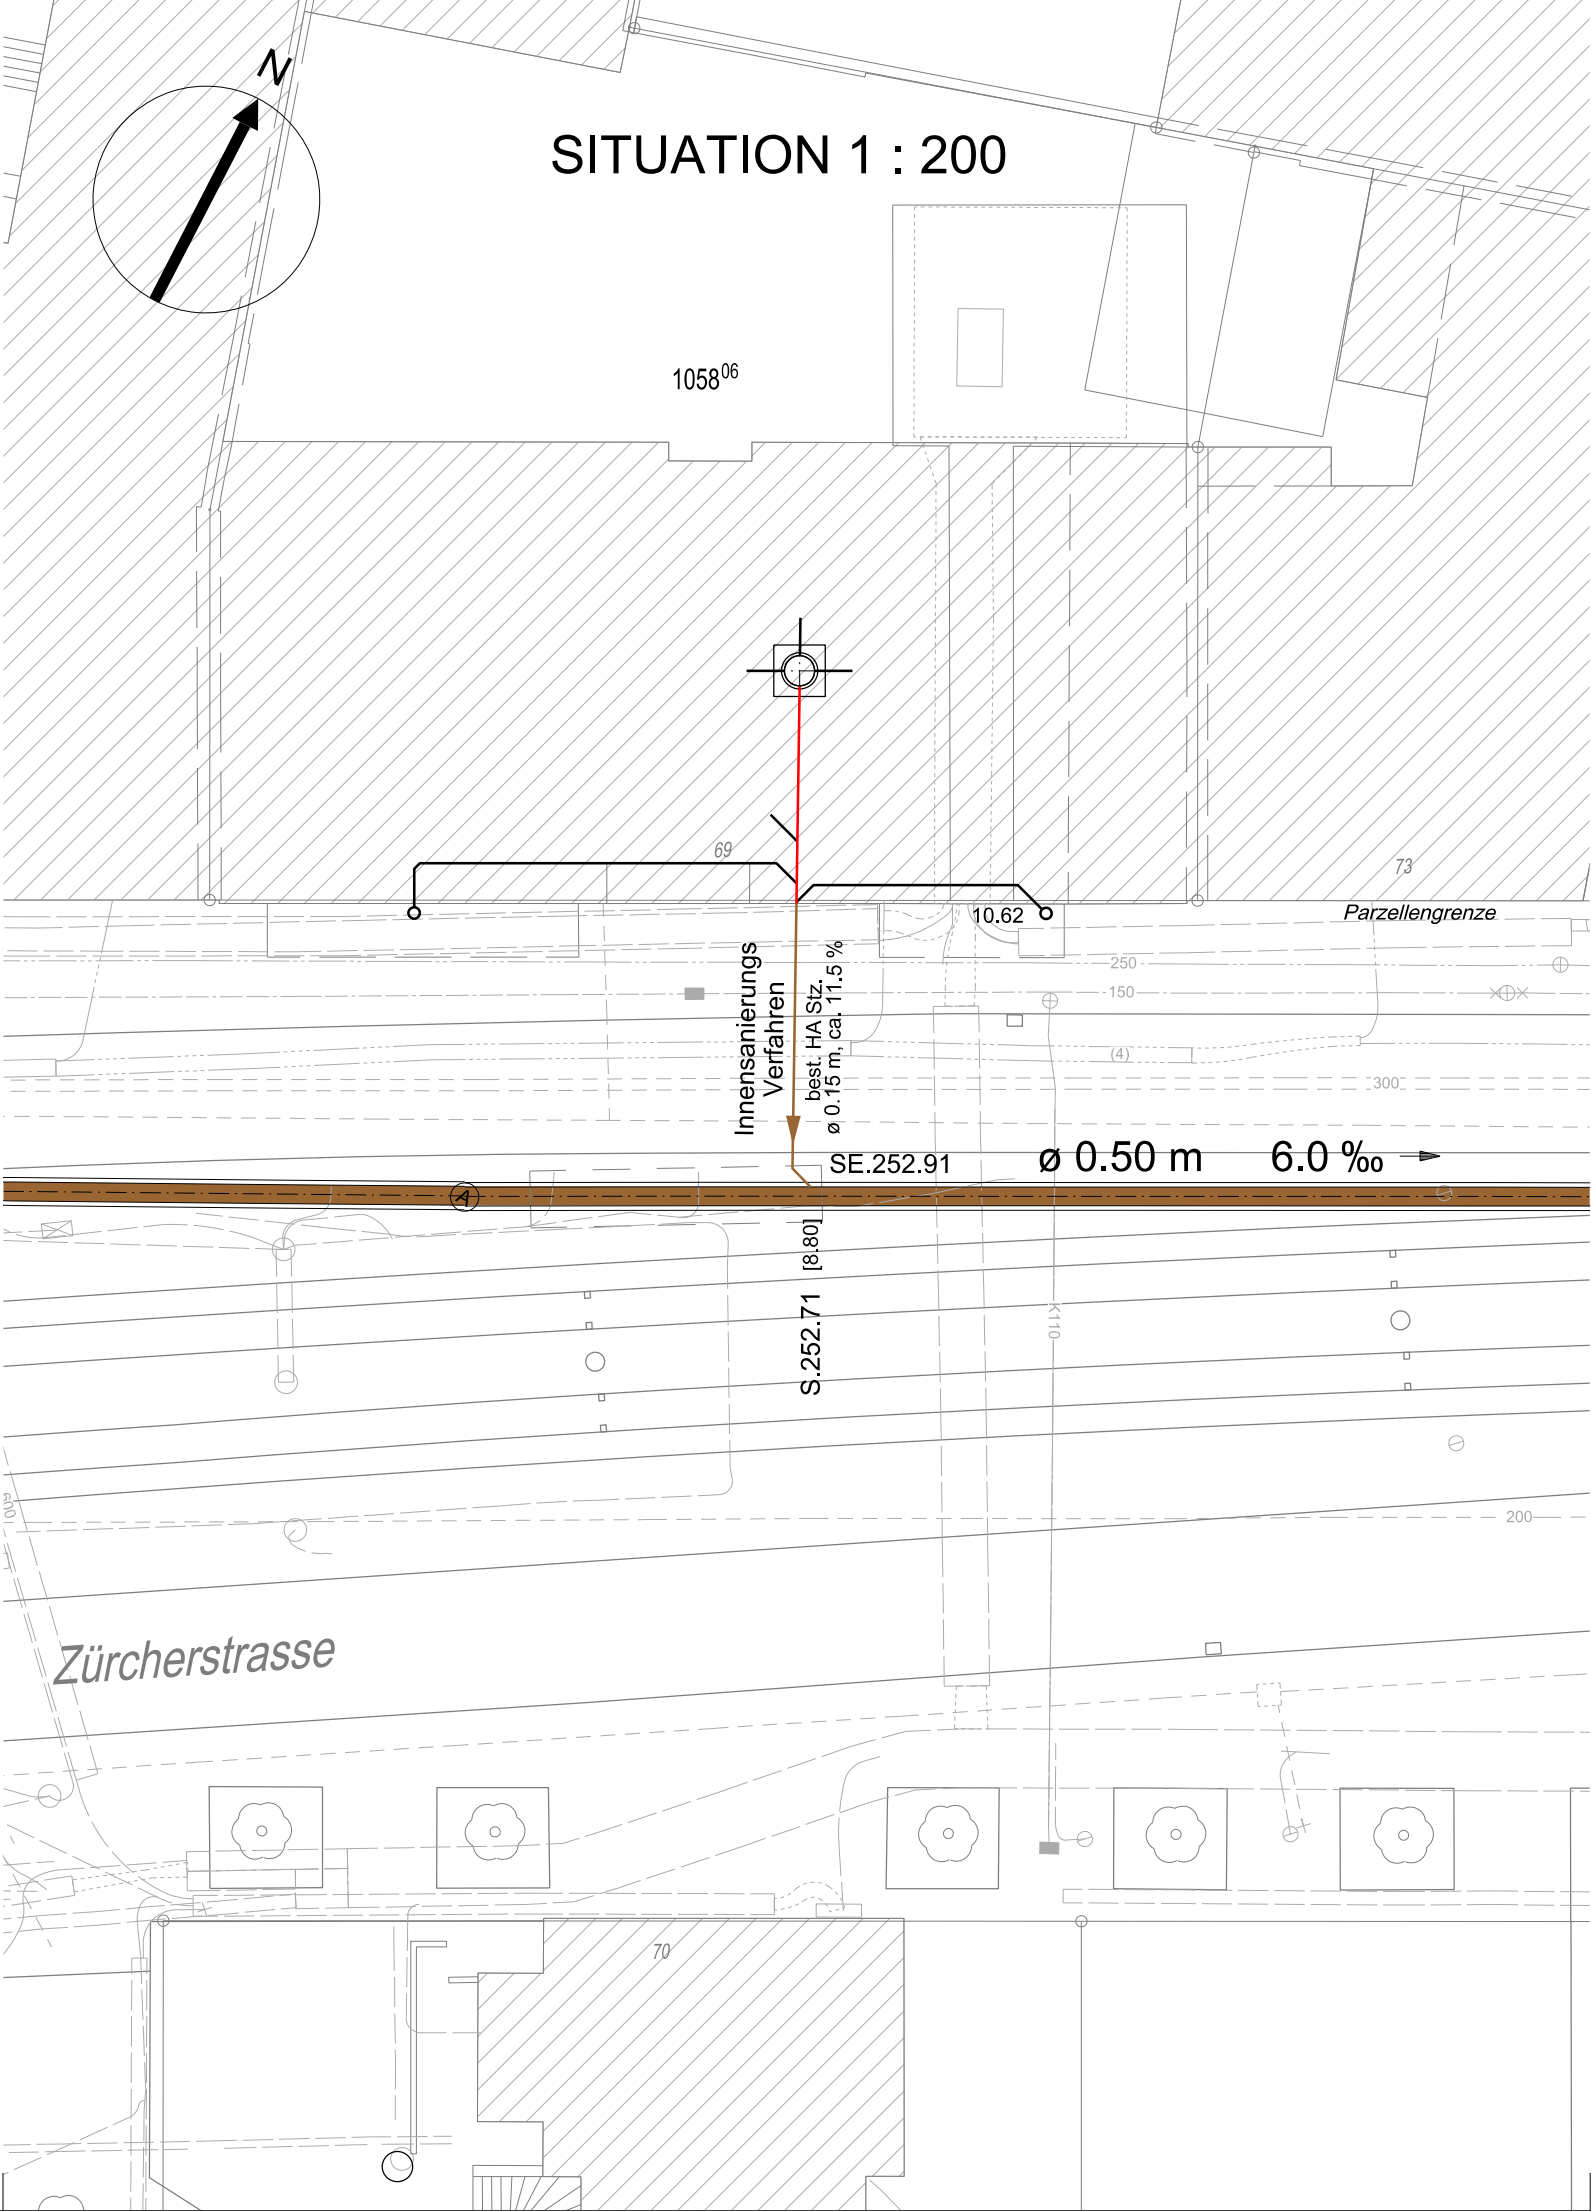 N
SITUATION 1 : 200
1058⁰⁶
69
73
10.62
Parzellengrenze
Innensanierungs
Verfahren
best. HA Stz.
ø 0.15 m, ca. 11.5 %
250
150
(4)
300
SE.252.91
ø 0.50 m 6.0 ‰
A
[8.80]
S.252.71
K110
600
200
Zürcherstrasse
70